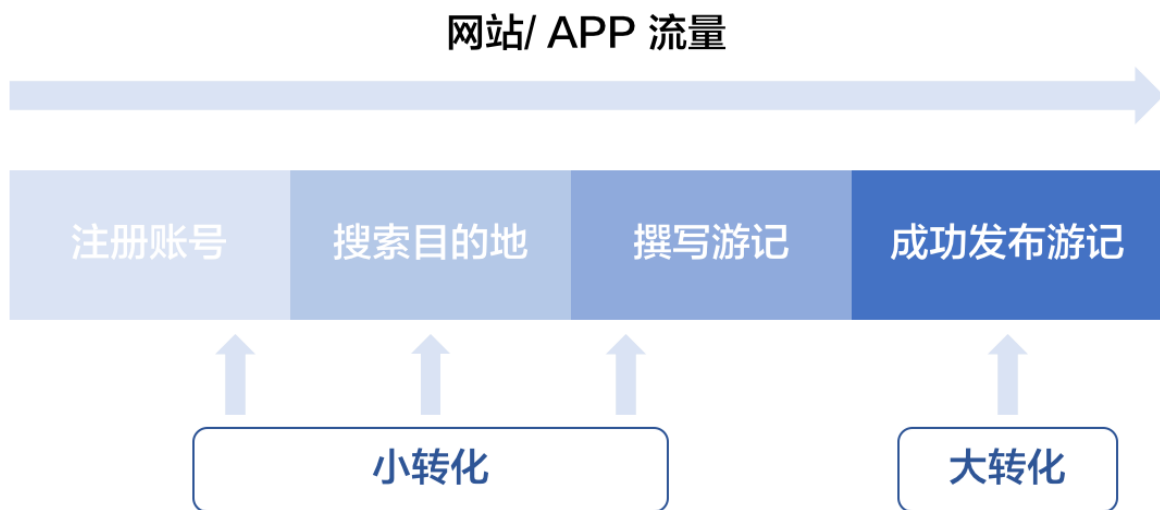 网站/ APP 流量
注册账号
搜索目的地
撰写游记
成功发布游记
小转化
大转化